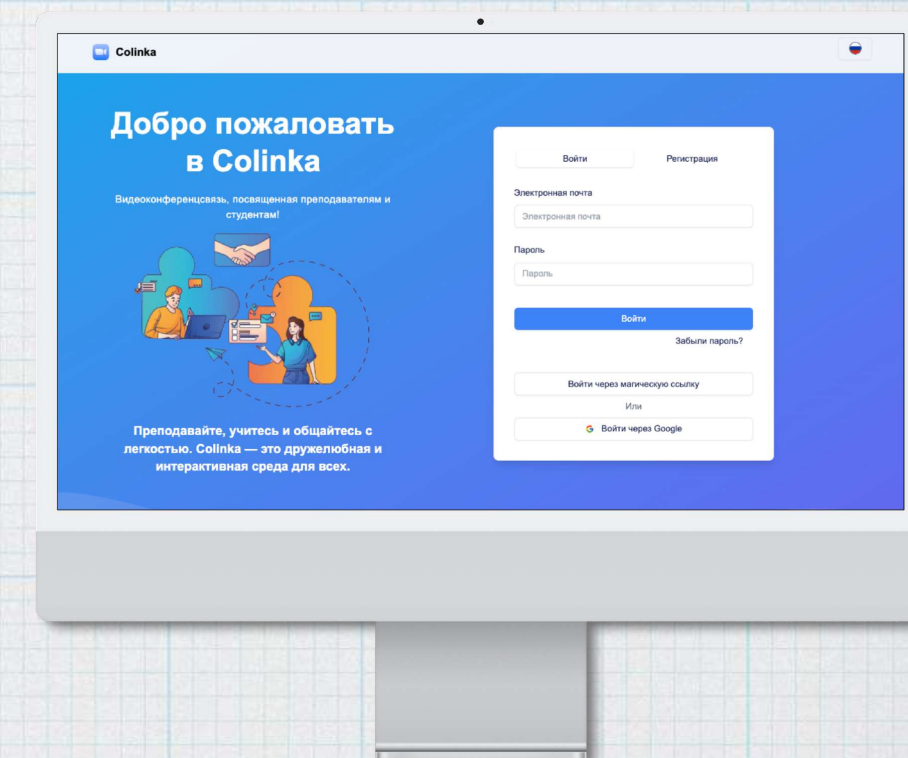 Colinka
Добро пожаловать
в Colinka
Видеоконференцсвязь, посвященная преподавателям и
студентам!
Преподавайте, учитесь и общайтесь с
легкостью. Colinka — это дружелюбная и
интерактивная среда для всех.
Войти
Регистрация
Электронная почта
Электронная почта
Пароль
Пароль
Войти
Забыли пароль?
Войти через магическую ссылку
Или
Войти через Google